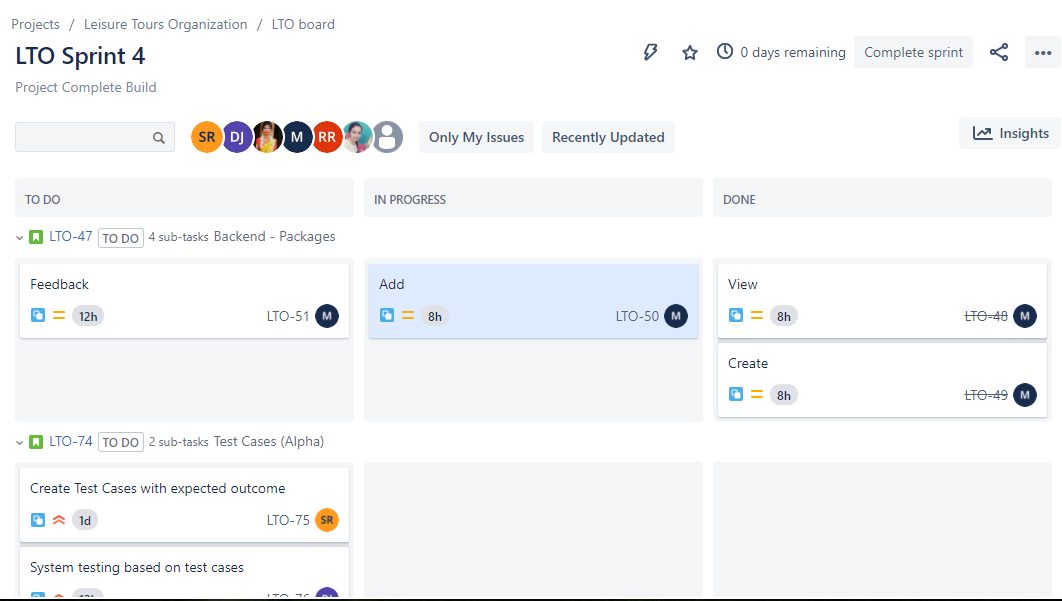 Projects / Leisure Tours Organization / LTO board
LTO Sprint 4
0 days remaining
Complete sprint
Project Complete Build
SR DJ M RR
Only My Issues
Recently Updated
Insights
TO DO
IN PROGRESS
DONE
LTO-47 TO DO 4 sub-tasks Backend - Packages
Feedback
12h LTO-51 M
Add
8h LTO-50 M
View
8h LTO-48 M
Create
8h LTO-49 M
LTO-74 TO DO 2 sub-tasks Test Cases (Alpha)
Create Test Cases with expected outcome
1d LTO-75 SR
System testing based on test cases
LTO-76 DJ